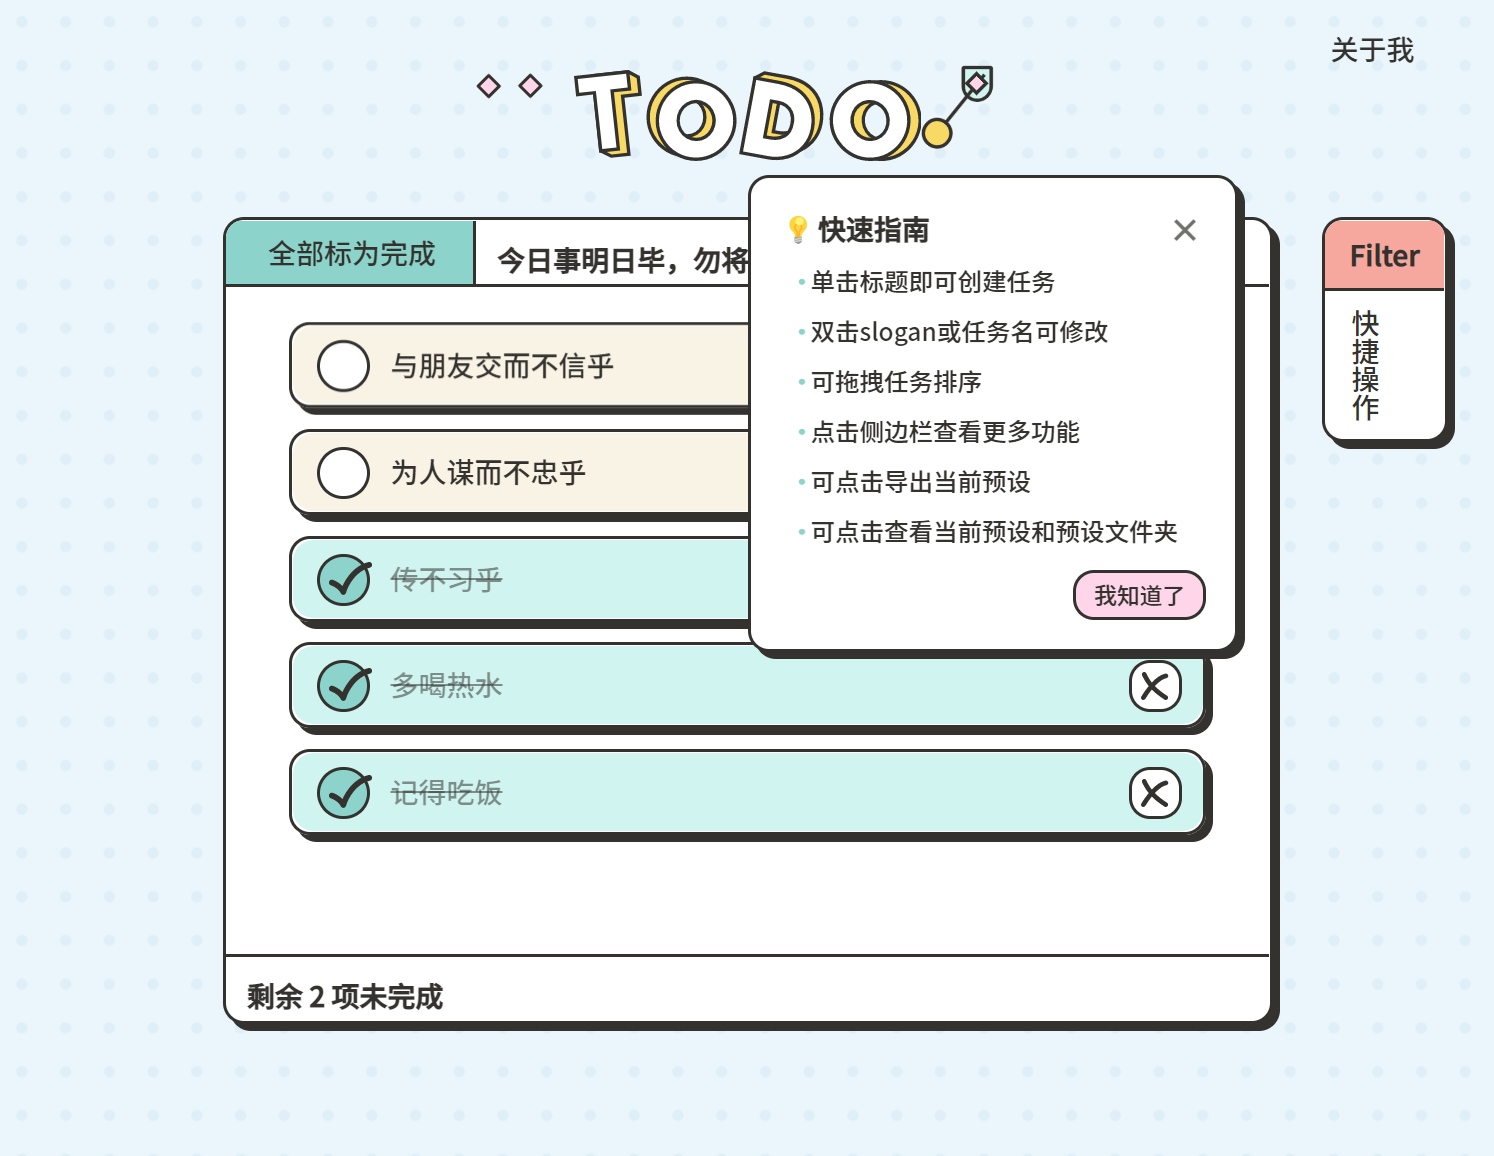 关于我
TODO
全部标为完成
今日事明日毕，勿将
💡 快速指南
• 单击标题即可创建任务
• 双击slogan或任务名可修改
• 可拖拽任务排序
• 点击侧边栏查看更多功能
• 可点击导出当前预设
• 可点击查看当前预设和预设文件夹
我知道了
Filter
快捷操作
与朋友交而不信乎
为人谋而不忠乎
传不习乎
多喝热水
记得吃饭
剩余 2 项未完成